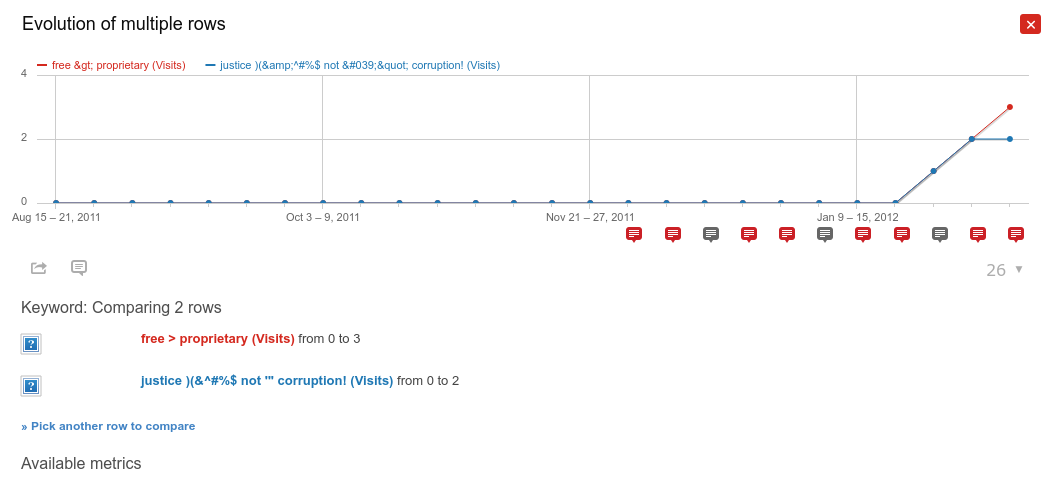 Evolution of multiple rows
free &gt; proprietary (Visits) justice )(&amp;^#%$ not &#039;&quot; corruption! (Visits)
4
2
0
Aug 15 – 21, 2011 Oct 3 – 9, 2011 Nov 21 – 27, 2011 Jan 9 – 15, 2012
26
Keyword: Comparing 2 rows
? free > proprietary (Visits) from 0 to 3
? justice )(&^#%$ not '" corruption! (Visits) from 0 to 2
» Pick another row to compare
Available metrics